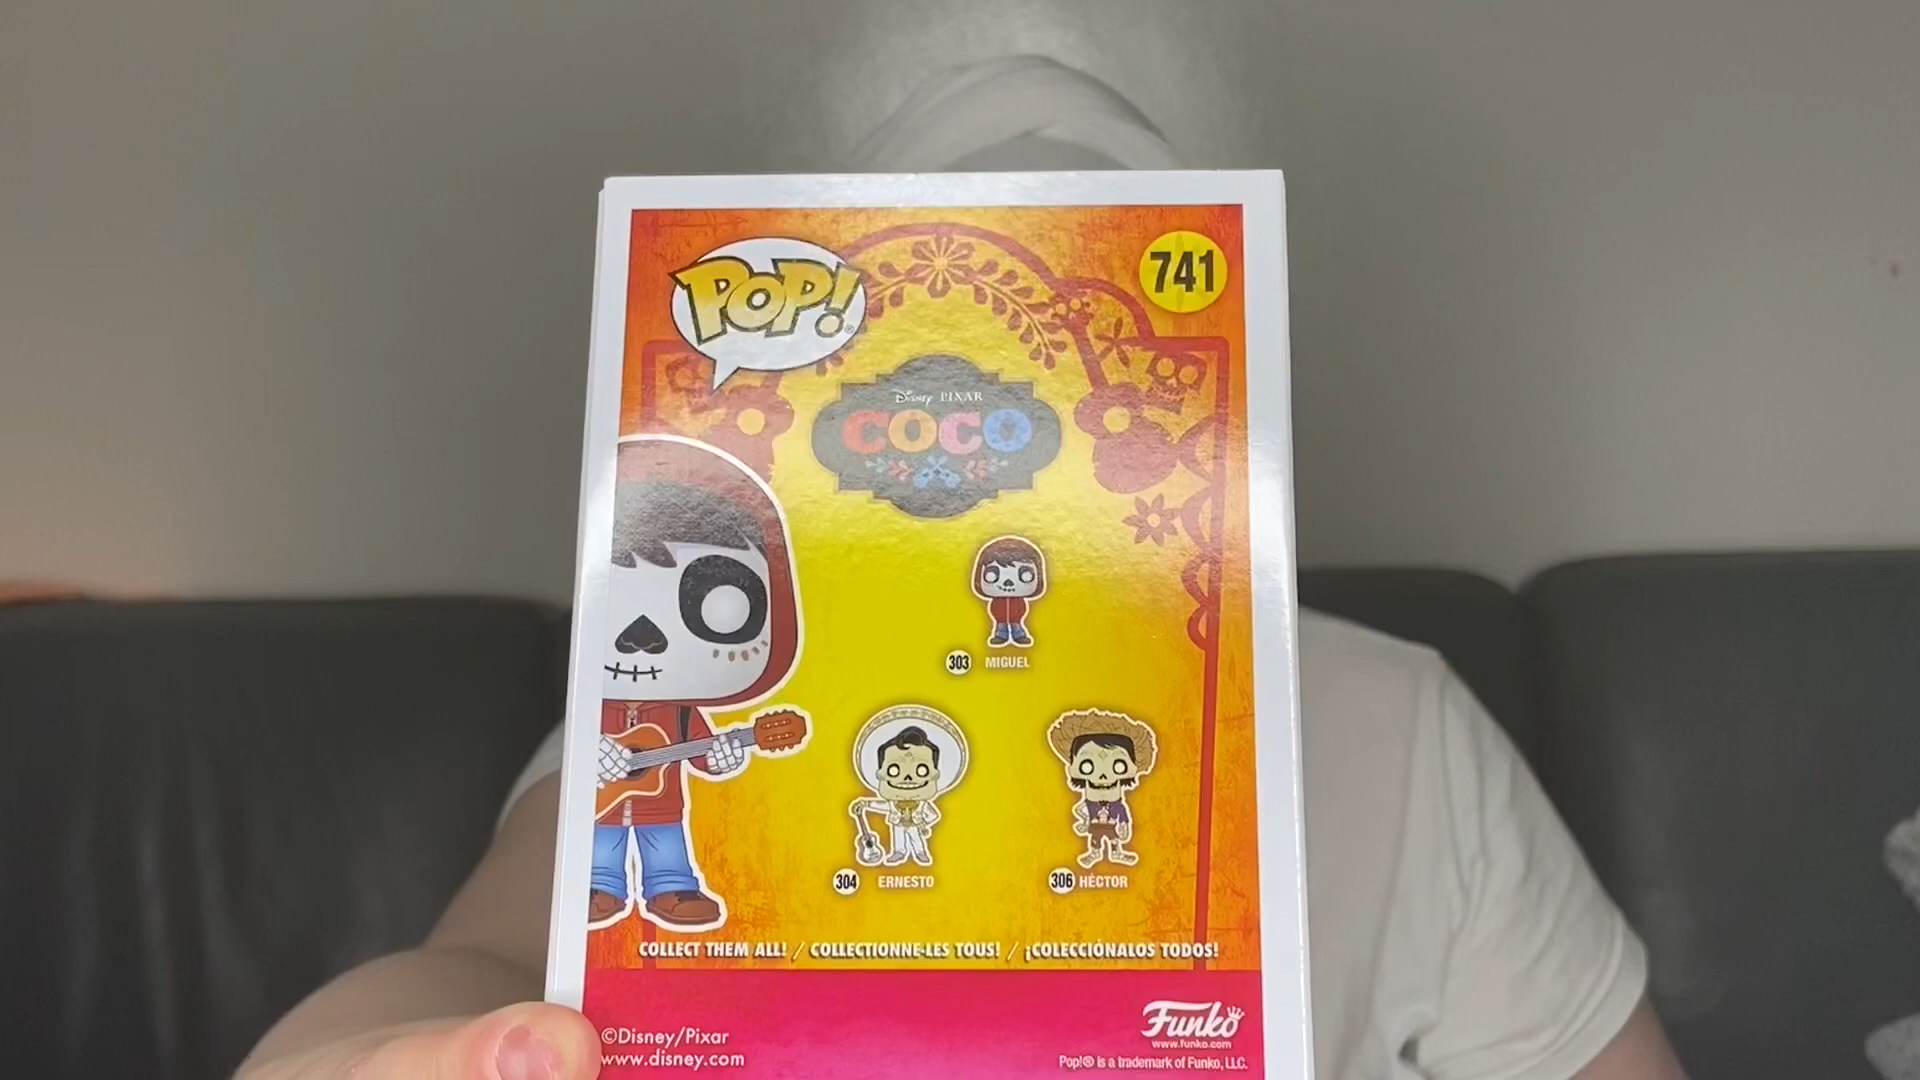 POP!
741
Disney PIXAR
COCO
303 MIGUEL
304 ERNESTO
306 HÉCTOR
COLLECT THEM ALL! / COLLECTIONNE-LES TOUS! / ¡COLECCIÓNALOS TODOS!
©Disney/Pixar
www.disney.com
Funko
www.funko.com
Pop!® is a trademark of Funko, LLC.